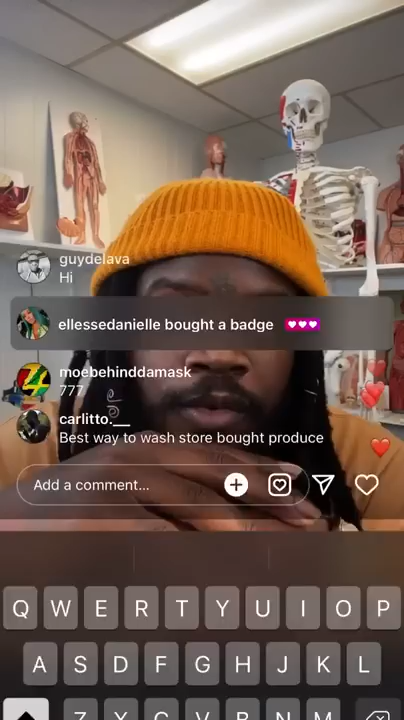 guydelava
Hi
ellessedanielle bought a badge
moebehinddamask
777
carlitto.__
Best way to wash store bought produce
Add a comment...
Q W E R T Y U I O P
A S D F G H J K L
Z X C V B N M